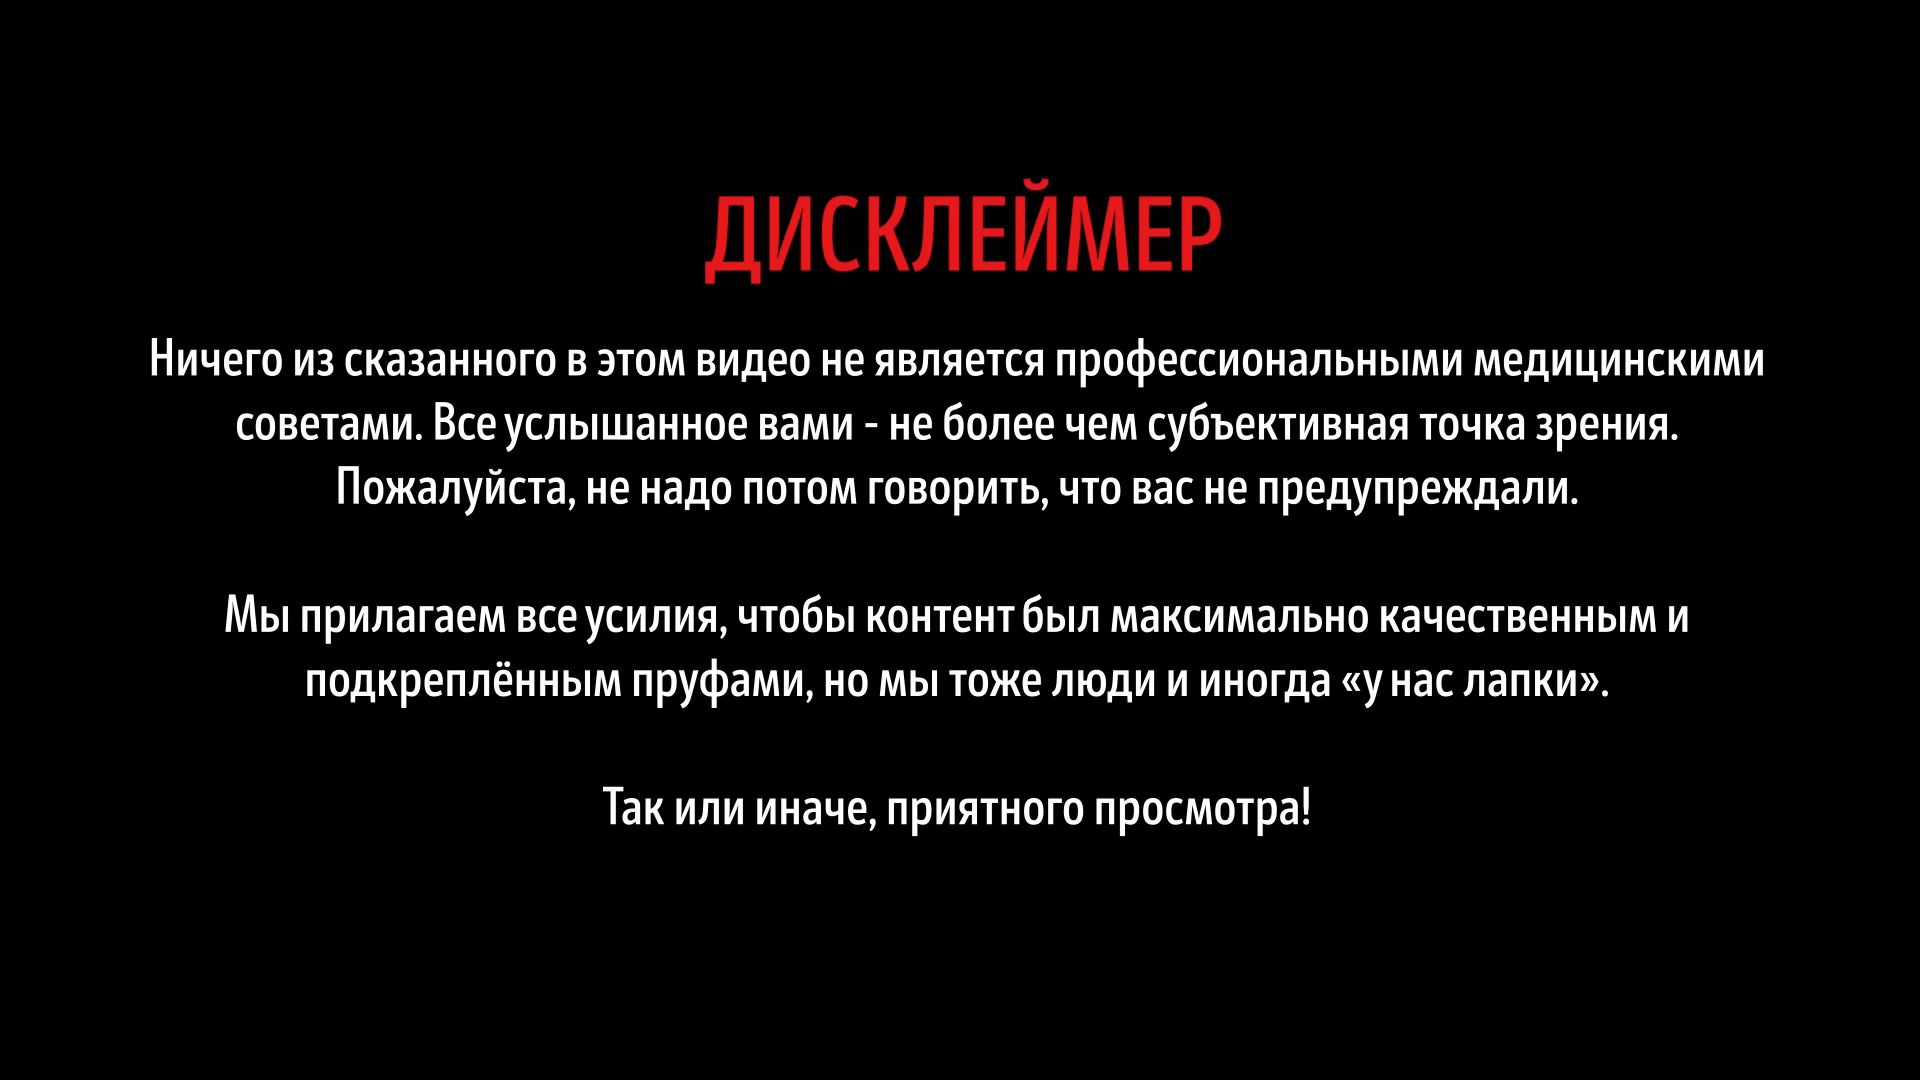 ДИСКЛЕЙМЕР
Ничего из сказанного в этом видео не является профессиональными медицинскими
советами. Все услышанное вами - не более чем субъективная точка зрения.
Пожалуйста, не надо потом говорить, что вас не предупреждали.
Мы прилагаем все усилия, чтобы контент был максимально качественным и
подкреплённым пруфами, но мы тоже люди и иногда «у нас лапки».
Так или иначе, приятного просмотра!